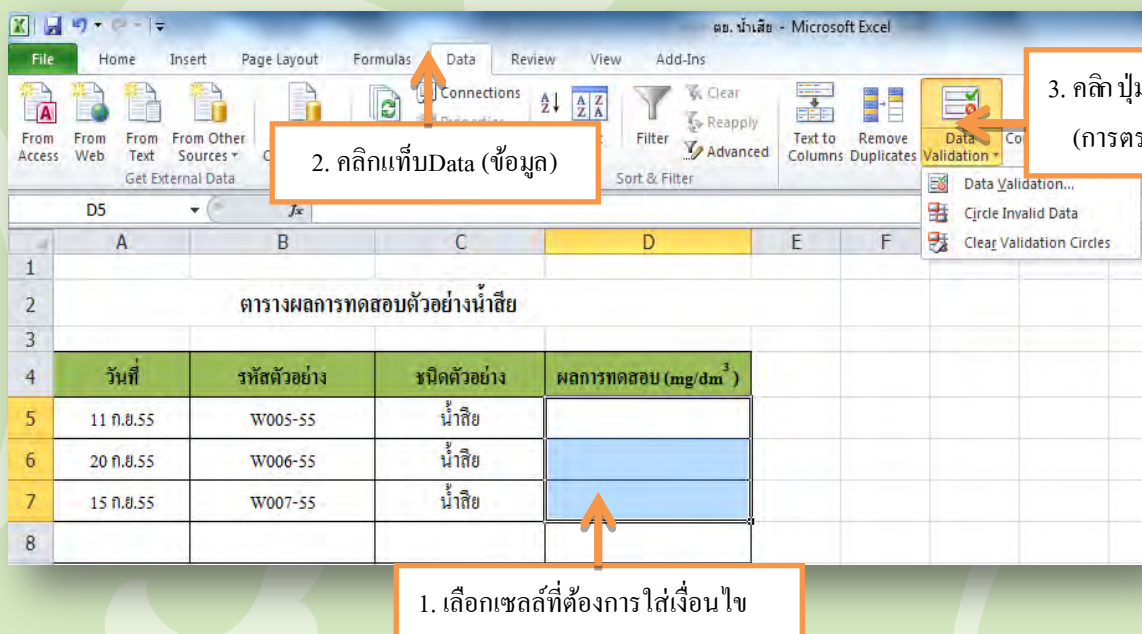 ตย. น้ำเสีย - Microsoft Excel
File Home Insert Page Layout Formulas Data Review View Add-Ins
3. คลิก ปุ่ม
(การตร
From Access
From Web
From Text
From Other Sources
Connections
Filter
Clear
Reapply
Advanced
Text to Columns
Remove Duplicates
Data Validation
Get External Data
Sort & Filter
2. คลิกแท็บData (ข้อมูล)
Data Validation...
Circle Invalid Data
Clear Validation Circles
D5 fx
A B C D E F
1
2 ตารางผลการทดสอบตัวอย่างน้ำสีย
3
4 วันที่ รหัสตัวอย่าง ชนิดตัวอย่าง ผลการทดสอบ (mg/dm³)
5 11 ก.ย.55 W005-55 น้ำสีย
6 20 ก.ย.55 W006-55 น้ำสีย
7 15 ก.ย.55 W007-55 น้ำสีย
8
1. เลือกเซลล์ที่ต้องการใส่เงื่อนไข